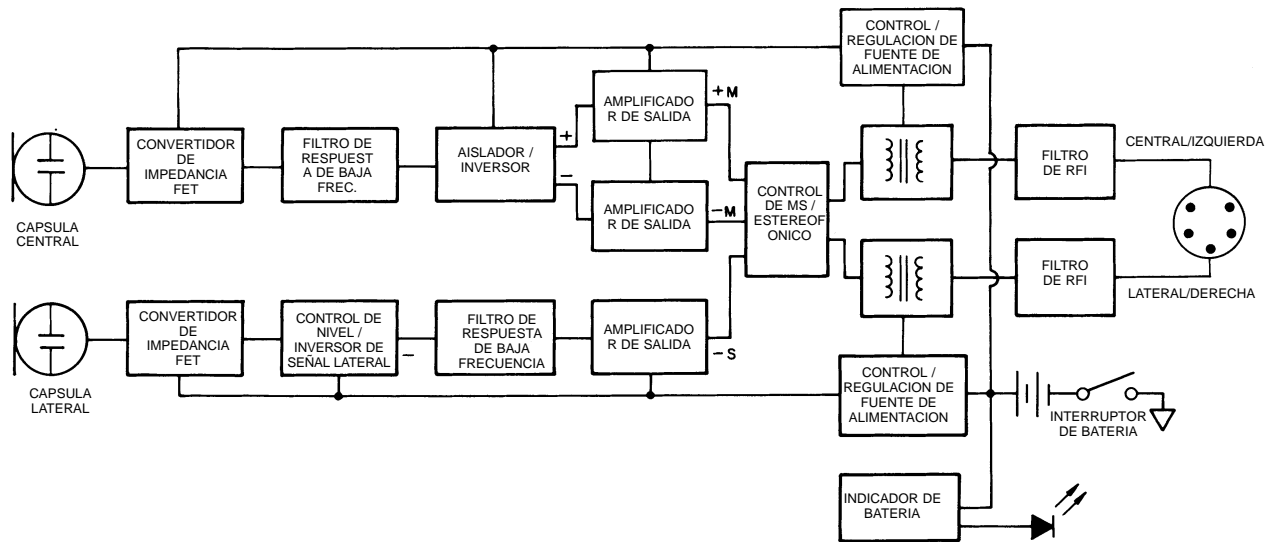 CONTROL /
REGULACION DE
FUENTE DE
ALIMENTACION
CAPSULA
CENTRAL
CONVERTIDOR
DE
IMPEDANCIA
FET
FILTRO DE
RESPUEST
A DE BAJA
FREC.
AISLADOR /
INVERSOR
+
−
AMPLIFICADO
R DE SALIDA
+M
AMPLIFICADO
R DE SALIDA
−M
CONTROL
DE MS /
ESTEREOF
ONICO
FILTRO
DE RFI
CENTRAL/IZQUIERDA
FILTRO
DE RFI
LATERAL/DERECHA
CAPSULA
LATERAL
CONVERTIDOR
DE
IMPEDANCIA
FET
CONTROL DE
NIVEL /
INVERSOR DE
SEÑAL LATERAL
−
FILTRO DE
RESPUESTA
DE BAJA
FRECUENCIA
AMPLIFICADO
R DE SALIDA
−S
CONTROL /
REGULACION DE
FUENTE DE
ALIMENTACION
INTERRUPTOR
DE BATERIA
INDICADOR DE
BATERIA